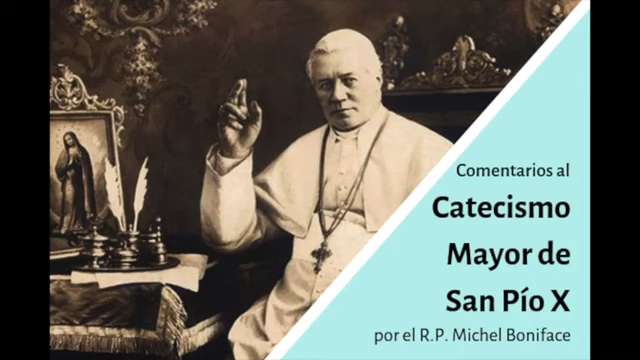 Comentarios al
Catecismo
Mayor de
San Pío X
por el R.P. Michel Boniface